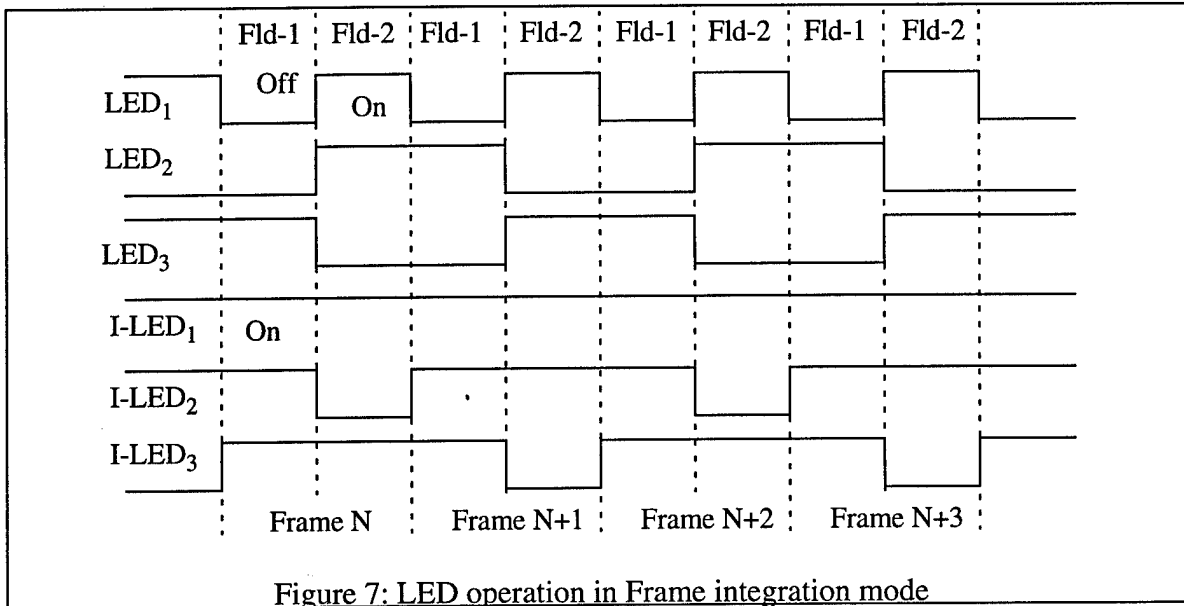 Fld-1 Fld-2 Fld-1 Fld-2 Fld-1 Fld-2 Fld-1 Fld-2
Off
LED1 On
LED2
LED3
I-LED1 On
I-LED2
I-LED3
Frame N Frame N+1 Frame N+2 Frame N+3
Figure 7: LED operation in Frame integration mode